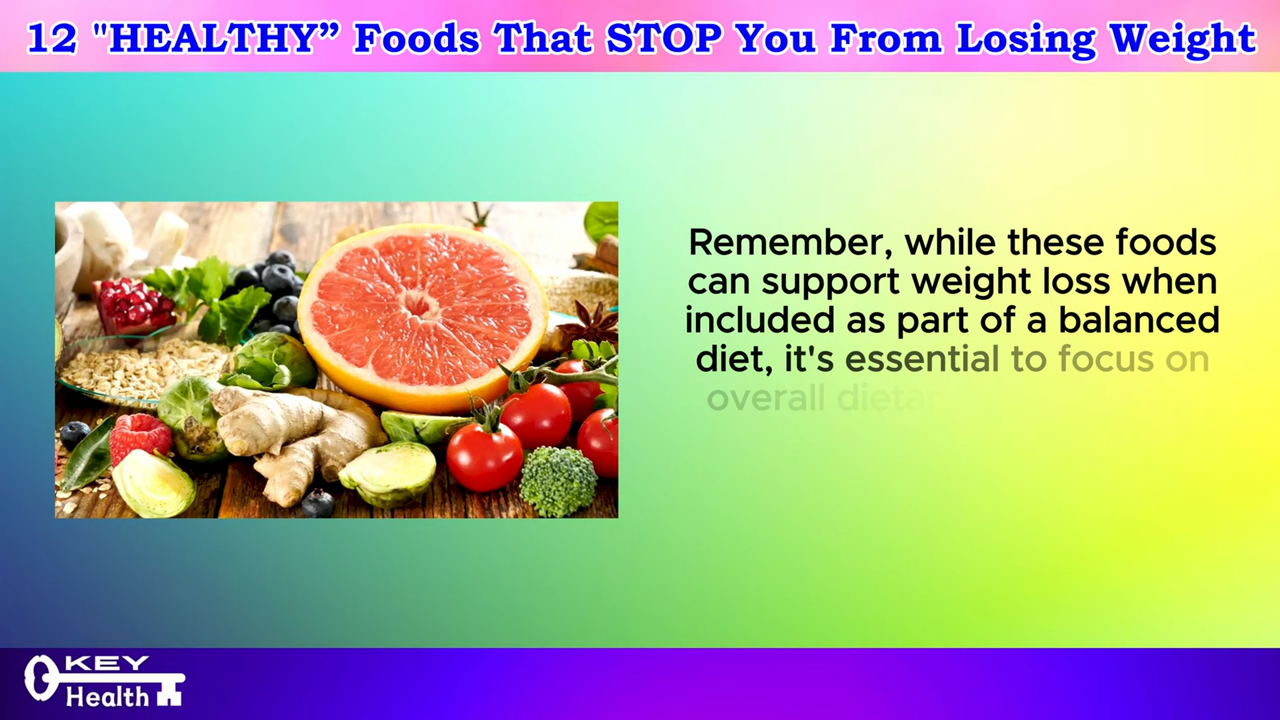 12 "HEALTHY” Foods That STOP You From Losing Weight
Remember, while these foods
can support weight loss when
included as part of a balanced
diet, it's essential to focus on
overall dietar
KEY
Health